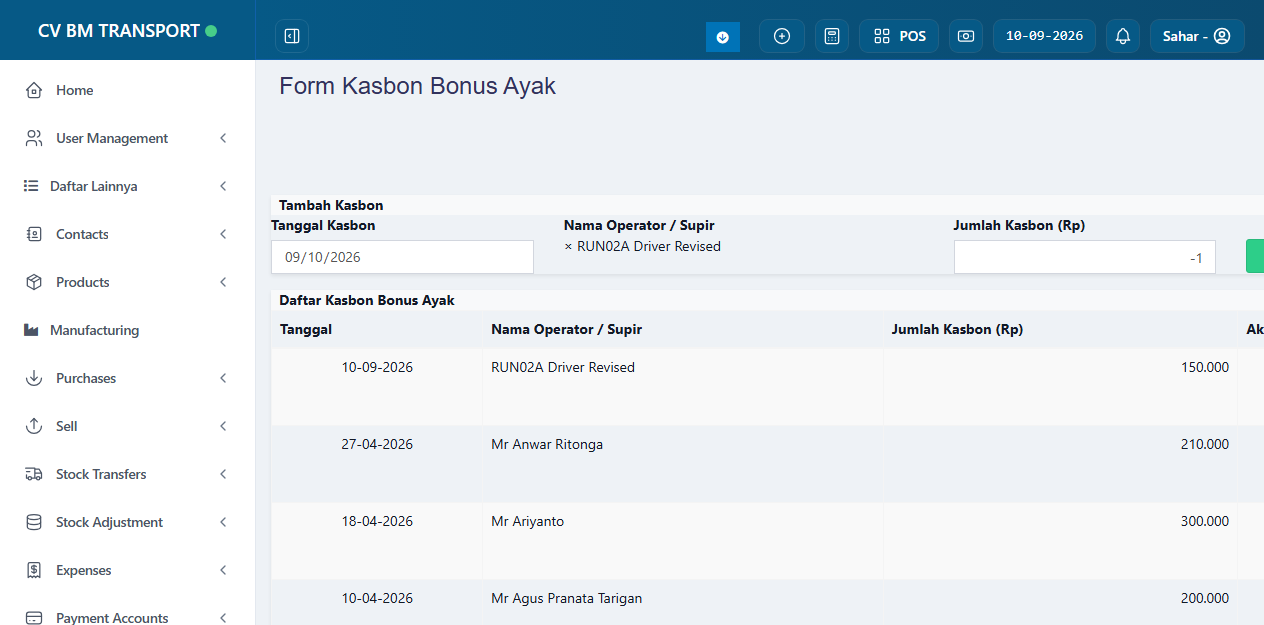 CV BM TRANSPORT
POS
10-09-2026
Sahar -
Home
User Management
Daftar Lainnya
Contacts
Products
Manufacturing
Purchases
Sell
Stock Transfers
Stock Adjustment
Expenses
Payment Accounts
Form Kasbon Bonus Ayak
Tambah Kasbon
Tanggal Kasbon Nama Operator / Supir Jumlah Kasbon (Rp)
09/10/2026 × RUN02A Driver Revised -1
Daftar Kasbon Bonus Ayak
Tanggal Nama Operator / Supir Jumlah Kasbon (Rp) Ak
10-09-2026 RUN02A Driver Revised 150.000
27-04-2026 Mr Anwar Ritonga 210.000
18-04-2026 Mr Ariyanto 300.000
10-04-2026 Mr Agus Pranata Tarigan 200.000